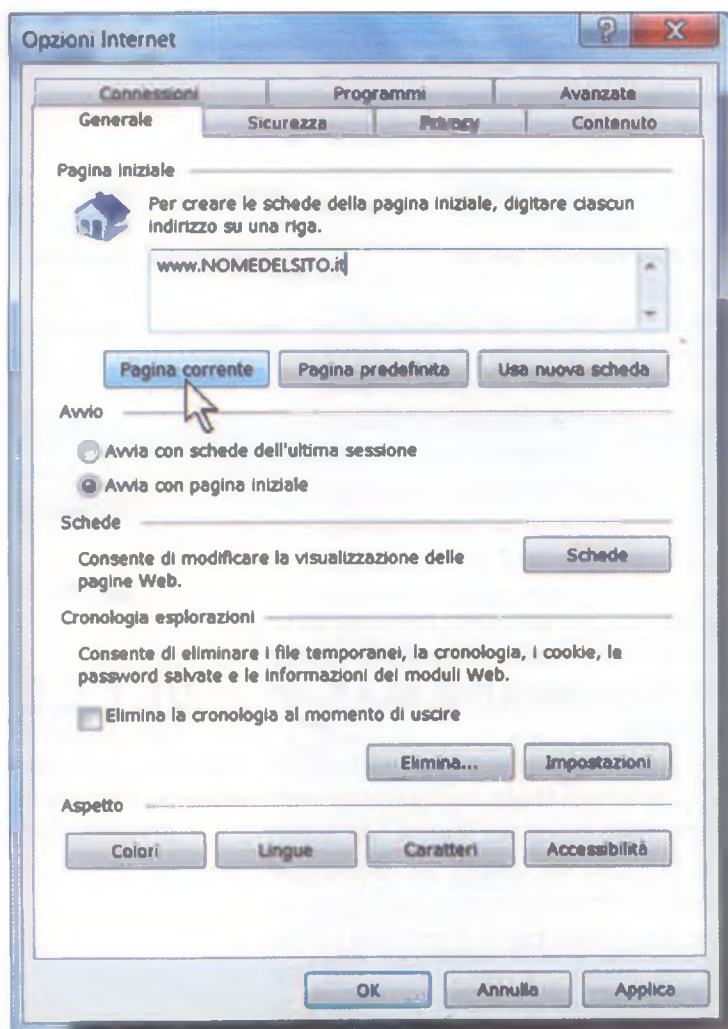 Opzioni Internet
Connessioni Programmi Avanzate
Generale Sicurezza Privacy Contenuto
Pagina iniziale
Per creare le schede della pagina iniziale, digitare ciascun
indirizzo su una riga.
www.NOMEDELSITO.it
Pagina corrente Pagina predefinita Usa nuova scheda
Avvio
Avvia con schede dell'ultima sessione
Avvia con pagina iniziale
Schede
Consente di modificare la visualizzazione delle
pagine Web.
Schede
Cronologia esplorazioni
Consente di eliminare i file temporanei, la cronologia, i cookie, le
password salvate e le informazioni dei moduli Web.
Elimina la cronologia al momento di uscire
Elimina... Impostazioni
Aspetto
Colori Lingue Caratteri Accessibilità
OK Annulla Applica